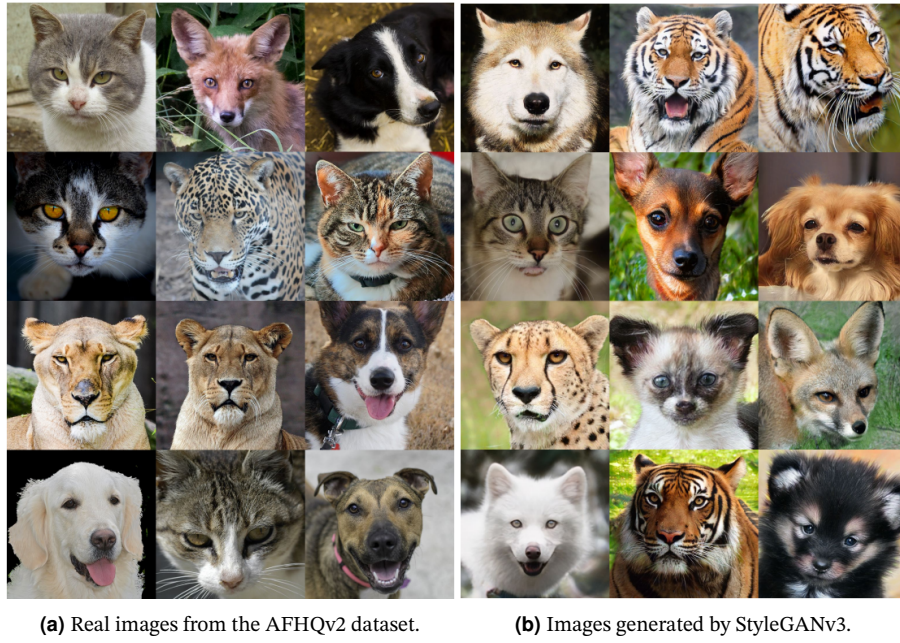 (a) Real images from the AFHQv2 dataset.
(b) Images generated by StyleGANv3.